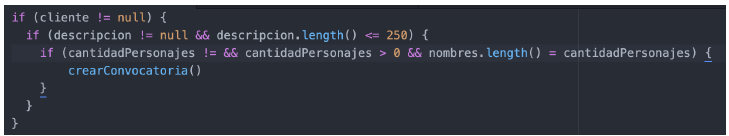 if (cliente != null) {
if (descripcion != null && descripcion.length() <= 250) {
if (cantidadPersonajes != && cantidadPersonajes > 0 && nombres.length() = cantidadPersonajes) {
crearConvocatoria()
}
}
}